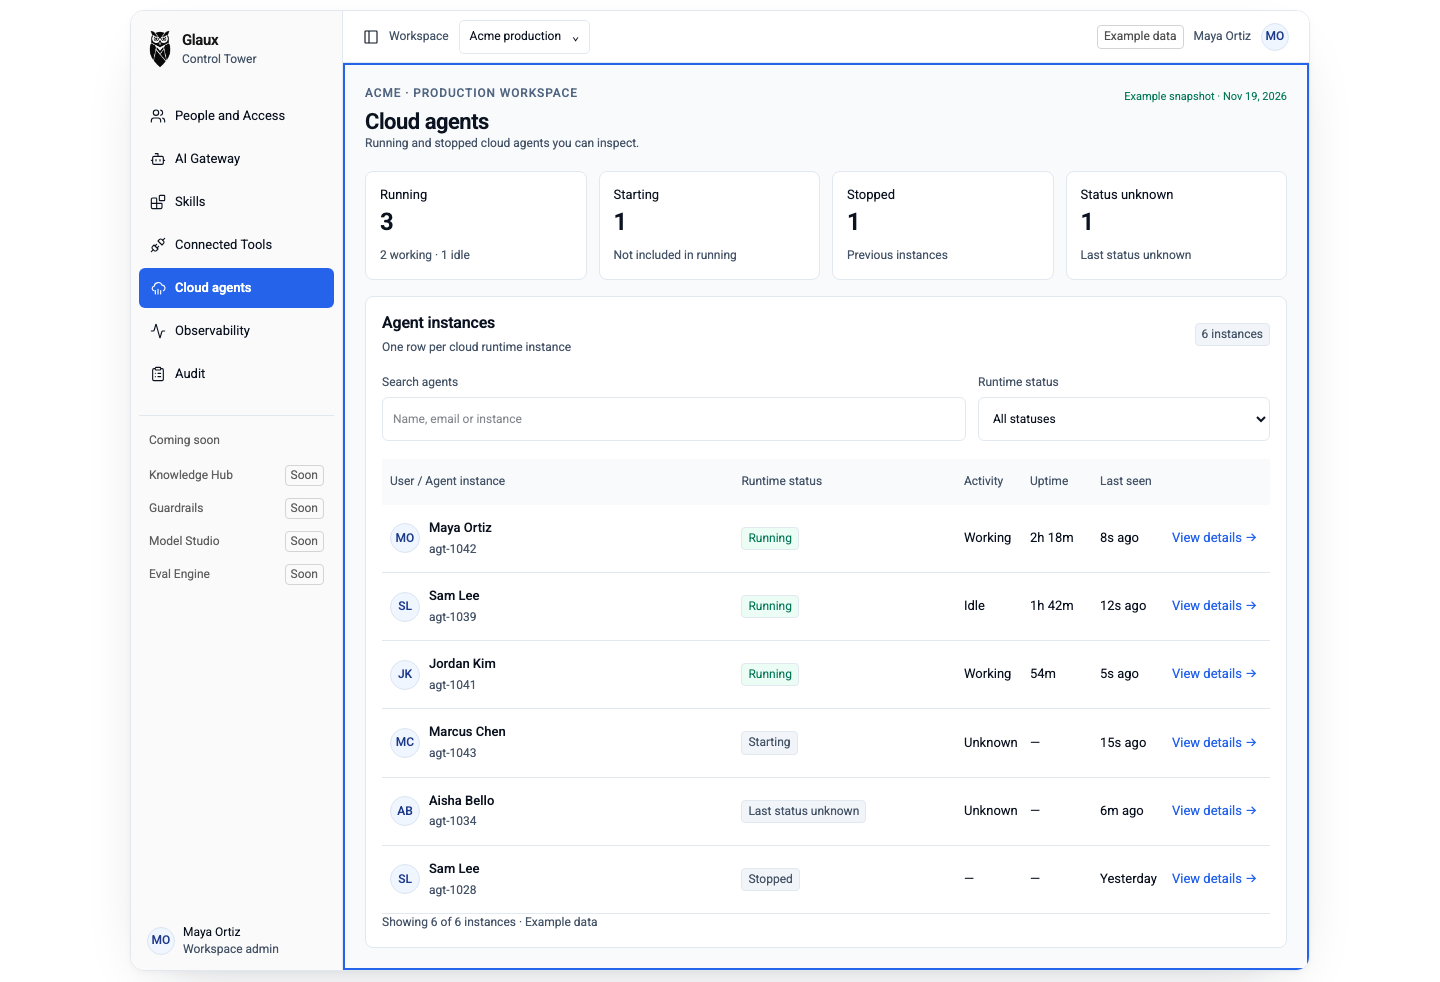 Glaux
Control Tower
People and Access
AI Gateway
Skills
Connected Tools
Cloud agents
Observability
Audit
Coming soon
Knowledge Hub Soon
Guardrails Soon
Model Studio Soon
Eval Engine Soon
MO Maya Ortiz
Workspace admin
Workspace Acme production
Example data Maya Ortiz MO
ACME · PRODUCTION WORKSPACE
Example snapshot · Nov 19, 2026
Cloud agents
Running and stopped cloud agents you can inspect.
Running
3
2 working · 1 idle
Starting
1
Not included in running
Stopped
1
Previous instances
Status unknown
1
Last status unknown
Agent instances
One row per cloud runtime instance
6 instances
Search agents
Name, email or instance
Runtime status
All statuses
User / Agent instance Runtime status Activity Uptime Last seen
MO Maya Ortiz
agt-1042
Running Working 2h 18m 8s ago View details →
SL Sam Lee
agt-1039
Running Idle 1h 42m 12s ago View details →
JK Jordan Kim
agt-1041
Running Working 54m 5s ago View details →
MC Marcus Chen
agt-1043
Starting Unknown — 15s ago View details →
AB Aisha Bello
agt-1034
Last status unknown Unknown — 6m ago View details →
SL Sam Lee
agt-1028
Stopped — — Yesterday View details →
Showing 6 of 6 instances · Example data